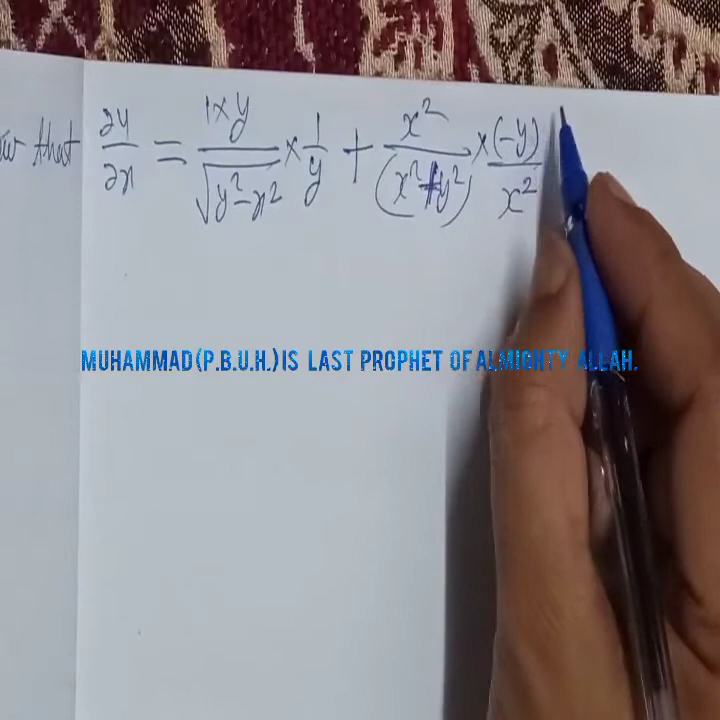 that ∂u/∂x = 1×y/√(y²-x²) × 1/y + x²/(x²+y²) × (-y)/x²
MUHAMMAD (P.B.U.H.) IS LAST PROPHET OF ALMIGHTY ALLAH.